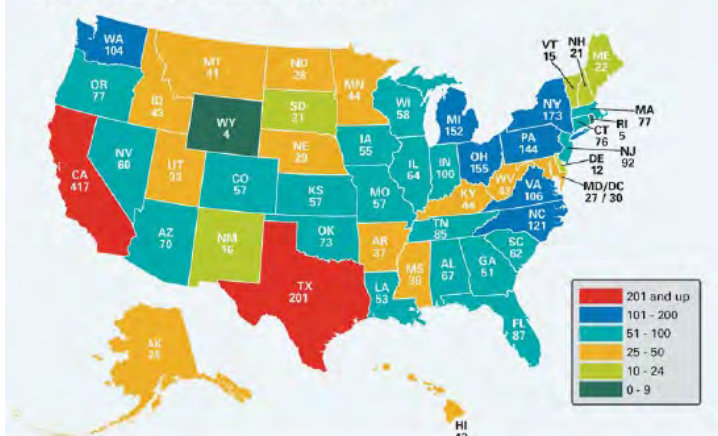 WA
104
OR
77
CA
417
ID
43
NV
60
MT
41
WY
4
UT
AZ
70
CO
57
NM
16
ND
28
SD
21
NE
29
KS
57
OK
73
TX
201
MN
44
IA
55
MO
57
AR
37
LA
53
WI
58
IL
64
MI
152
IN
100
OH
155
KY
44
TN
85
MS
AL
67
GA
51
FL
87
SC
62
NC
121
VA
106
WV
PA
144
NY
173
VT
15
NH
21
ME
22
MA
77
RI
5
CT
76
NJ
92
DE
12
MD/DC
27 / 30
AK
HI
201 and up
101 - 200
51 - 100
25 - 50
10 - 24
0 - 9